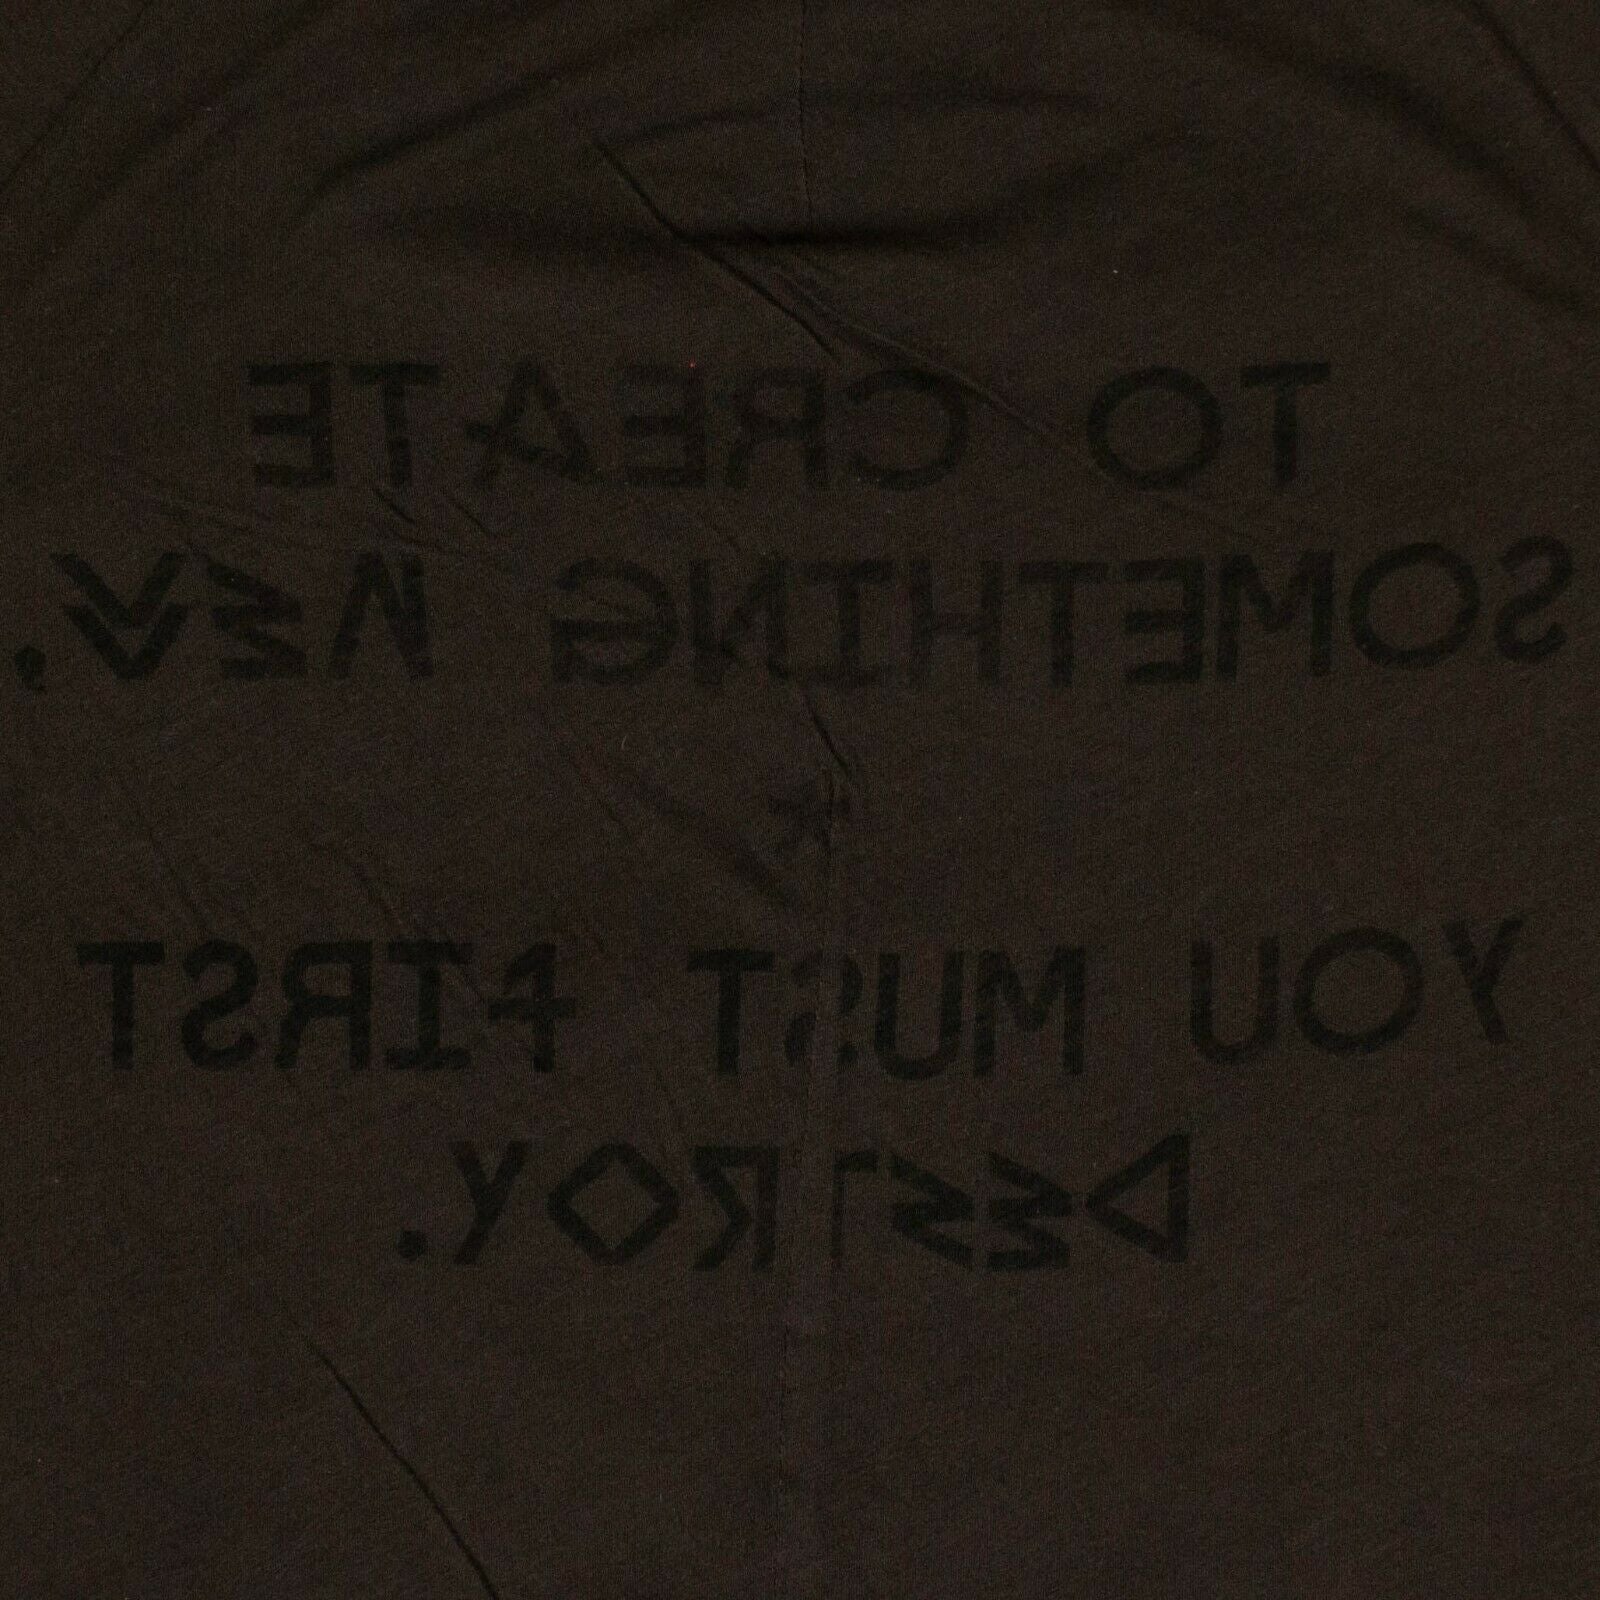 TO CREATE
SOMETHING NEW,
YOU MUST FIRST
DESTROY.